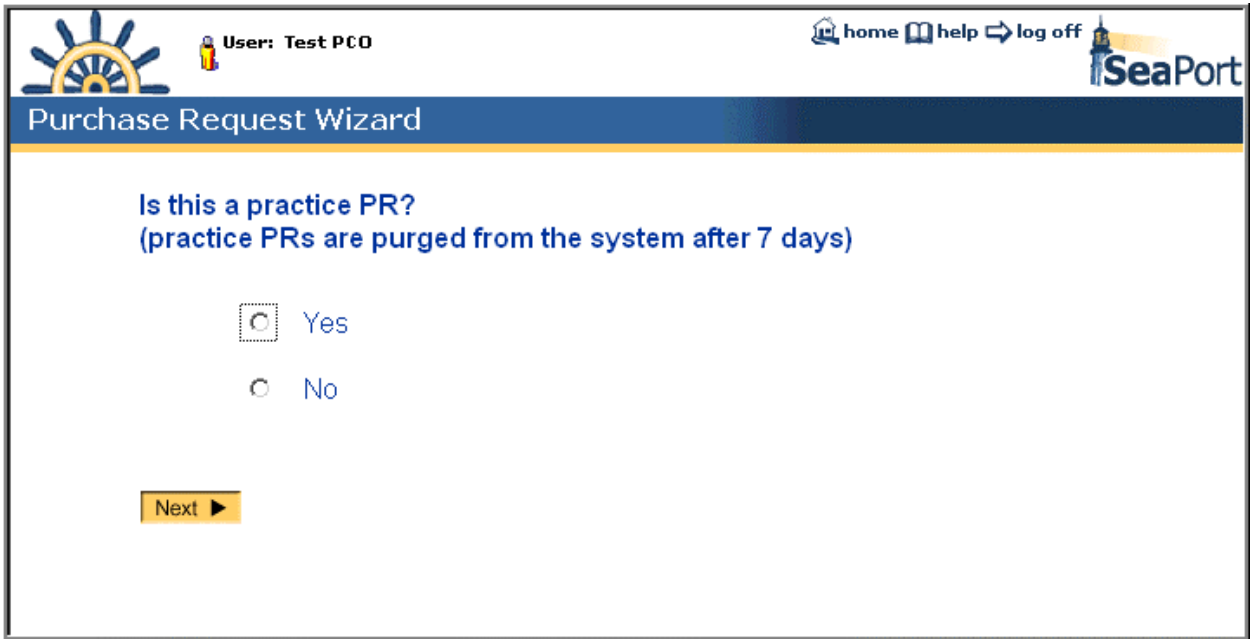 User: Test PCO
home help log off
SeaPort
Purchase Request Wizard
Is this a practice PR?
(practice PRs are purged from the system after 7 days)
Yes
No
Next